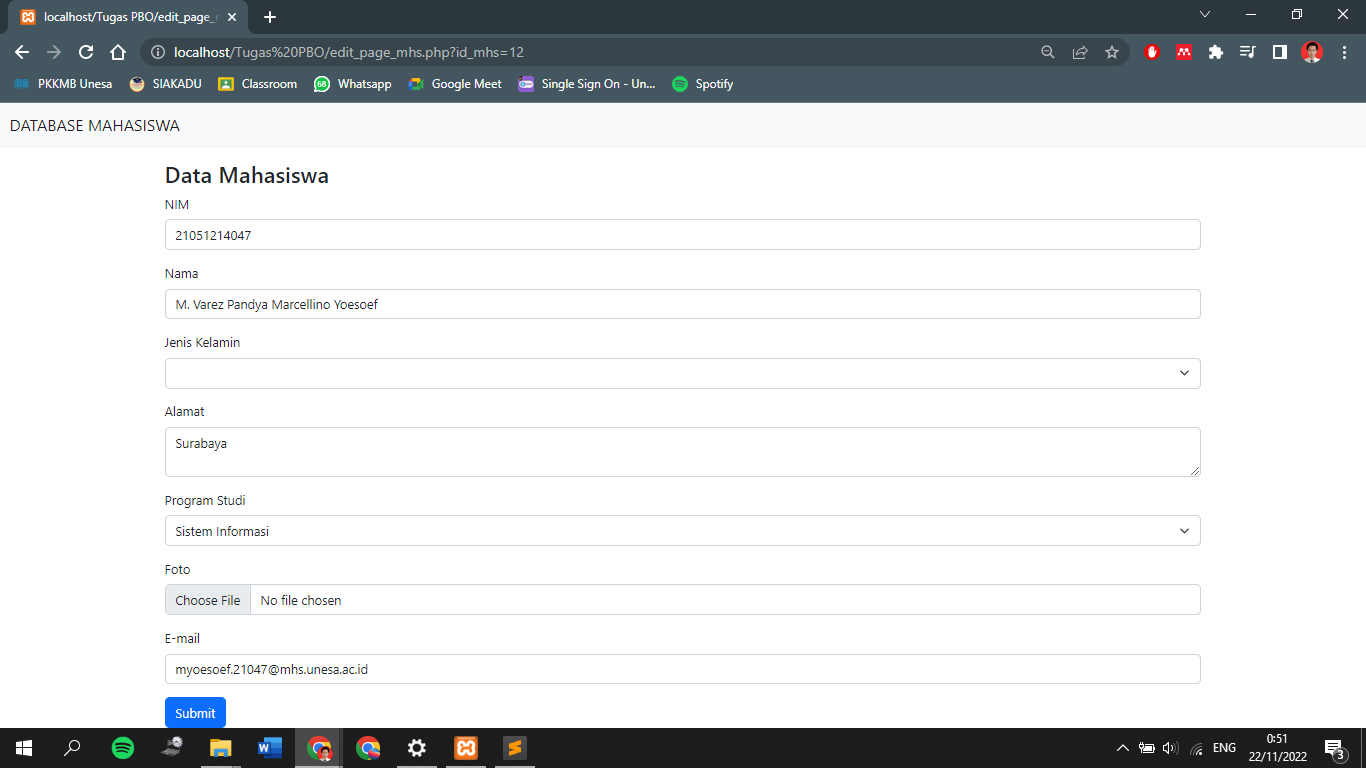 localhost/Tugas PBO/edit_page_
localhost/Tugas%20PBO/edit_page_mhs.php?id_mhs=12
PKKMB Unesa SIAKADU Classroom 68 Whatsapp Google Meet Single Sign On - Un... Spotify
DATABASE MAHASISWA
Data Mahasiswa
NIM
21051214047
Nama
M. Varez Pandya Marcellino Yoesoef
Jenis Kelamin
Alamat
Surabaya
Program Studi
Sistem Informasi
Foto
Choose File No file chosen
E-mail
myoesoef.21047@mhs.unesa.ac.id
Submit
ENG
0:51
22/11/2022
3